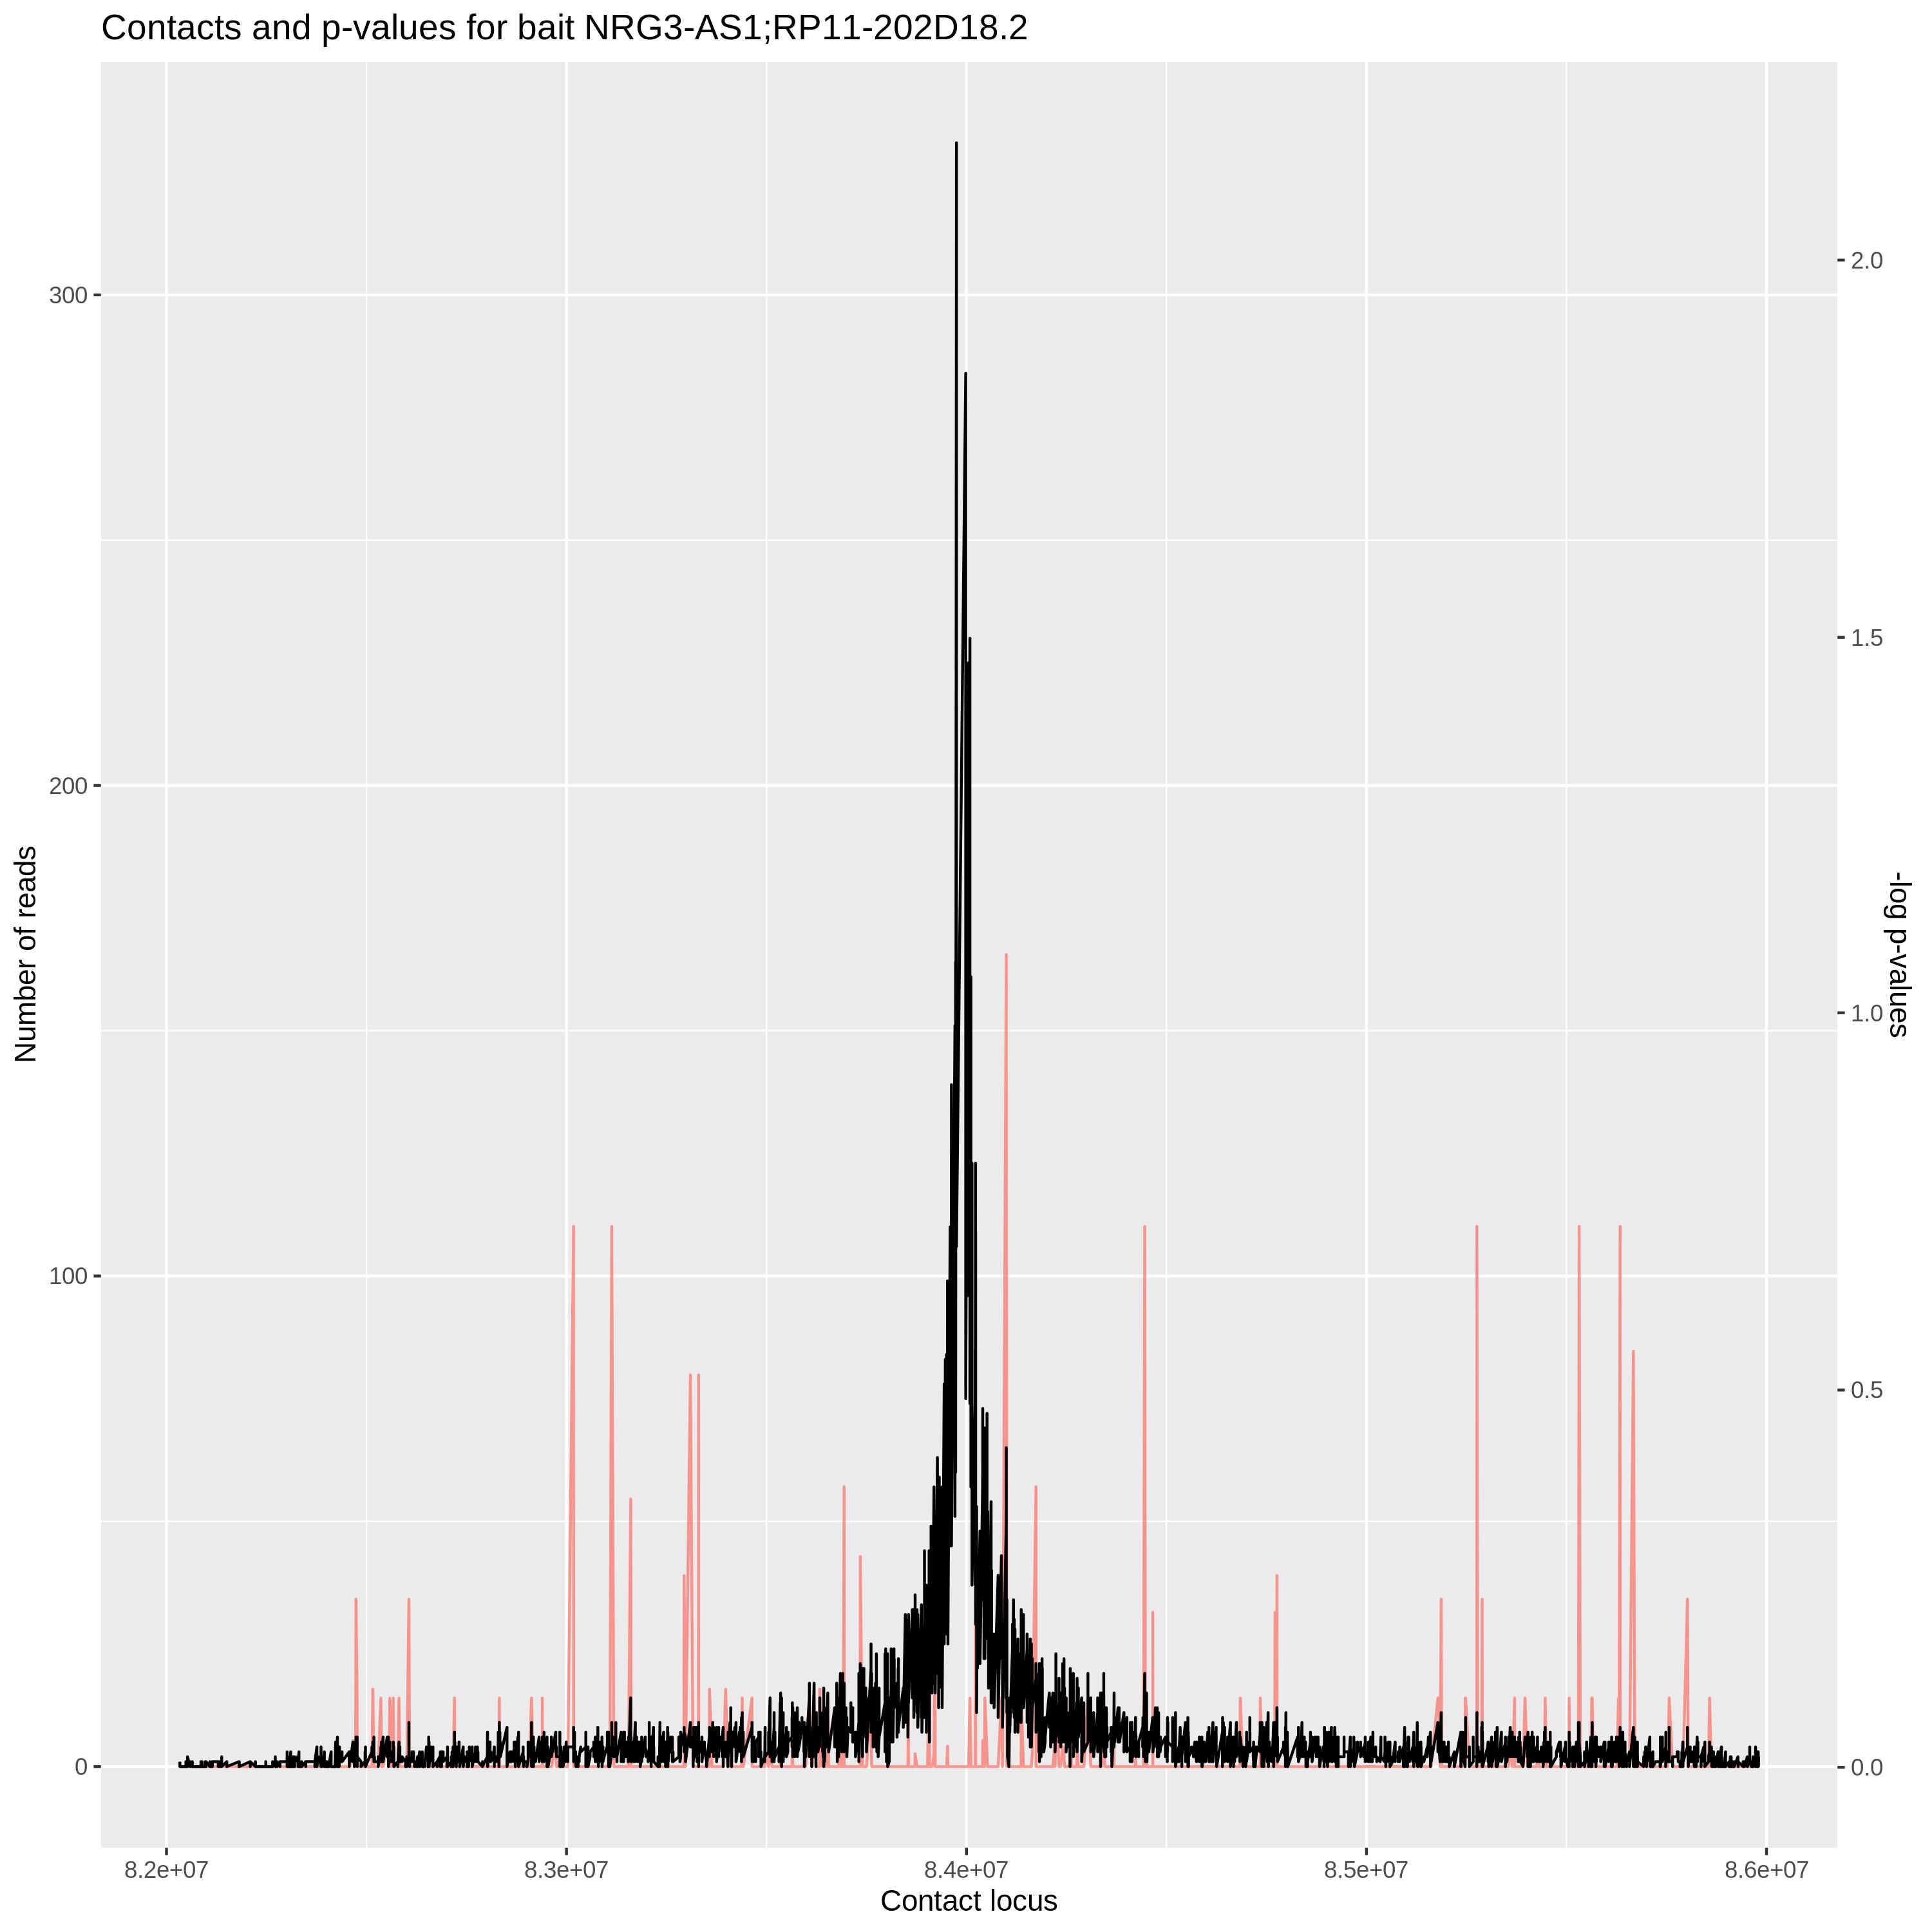 Contacts and p-values for bait NRG3-AS1;RP11-202D18.2
Number of reads
300
200
100
0
2.0
1.5
1.0
0.5
0.0
-log p-values
8.2e+07 8.3e+07 8.4e+07 8.5e+07 8.6e+07
Contact locus